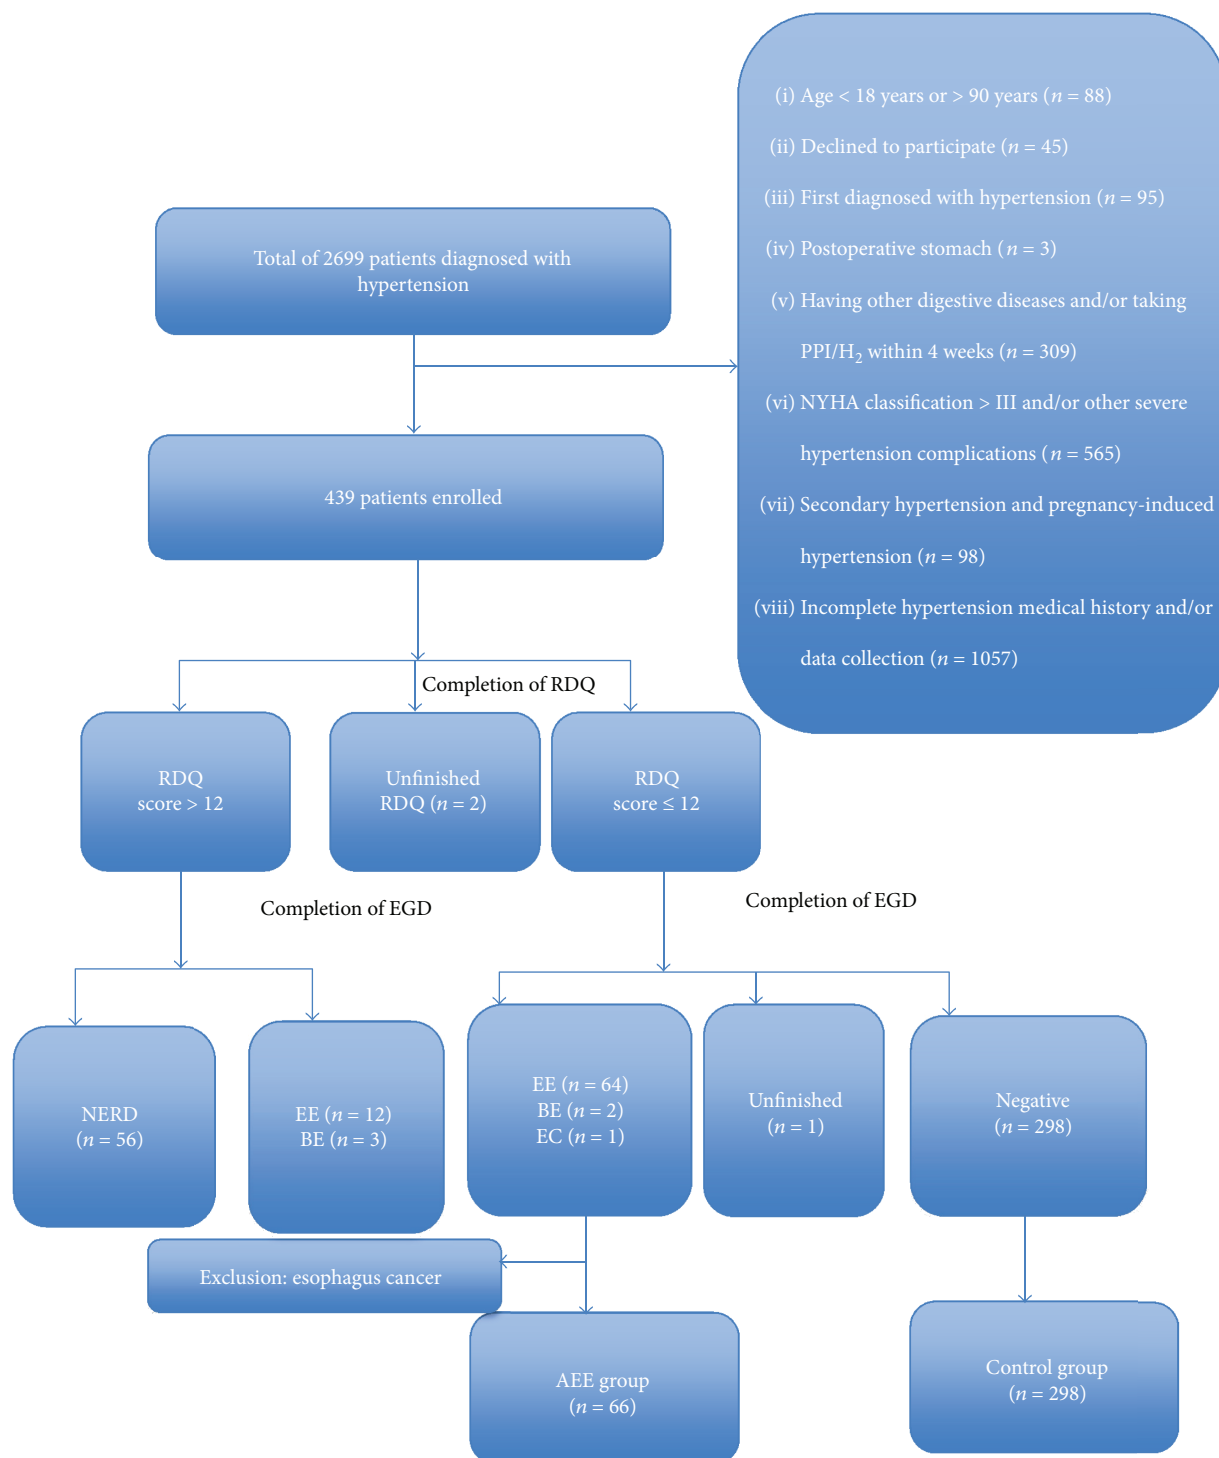 (i) Age < 18 years or > 90 years (n = 88)
(ii) Declined to participate (n = 45)
(iii) First diagnosed with hypertension (n = 95)
(iv) Postoperative stomach (n = 3)
(v) Having other digestive diseases and/or taking
PPI/H₂ within 4 weeks (n = 309)
(vi) NYHA classification > III and/or other severe
hypertension complications (n = 565)
(vii) Secondary hypertension and pregnancy-induced
hypertension (n = 98)
(viii) Incomplete hypertension medical history and/or
data collection (n = 1057)
Total of 2699 patients diagnosed with
hypertension
439 patients enrolled
Completion of RDQ
RDQ
score > 12
Unfinished
RDQ (n = 2)
RDQ
score ≤ 12
Completion of EGD
Completion of EGD
NERD
(n = 56)
EE (n = 12)
BE (n = 3)
EE (n = 64)
BE (n = 2)
EC (n = 1)
Unfinished
(n = 1)
Negative
(n = 298)
Exclusion: esophagus cancer
AEE group
(n = 66)
Control group
(n = 298)